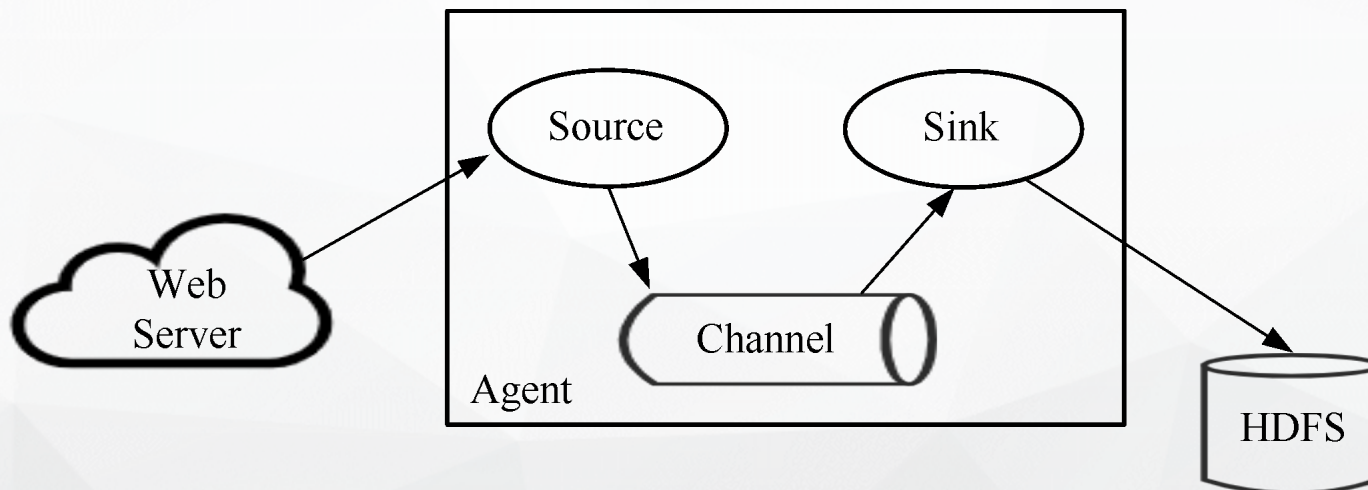 Source
Sink
Web
Server
Channel
Agent
HDFS